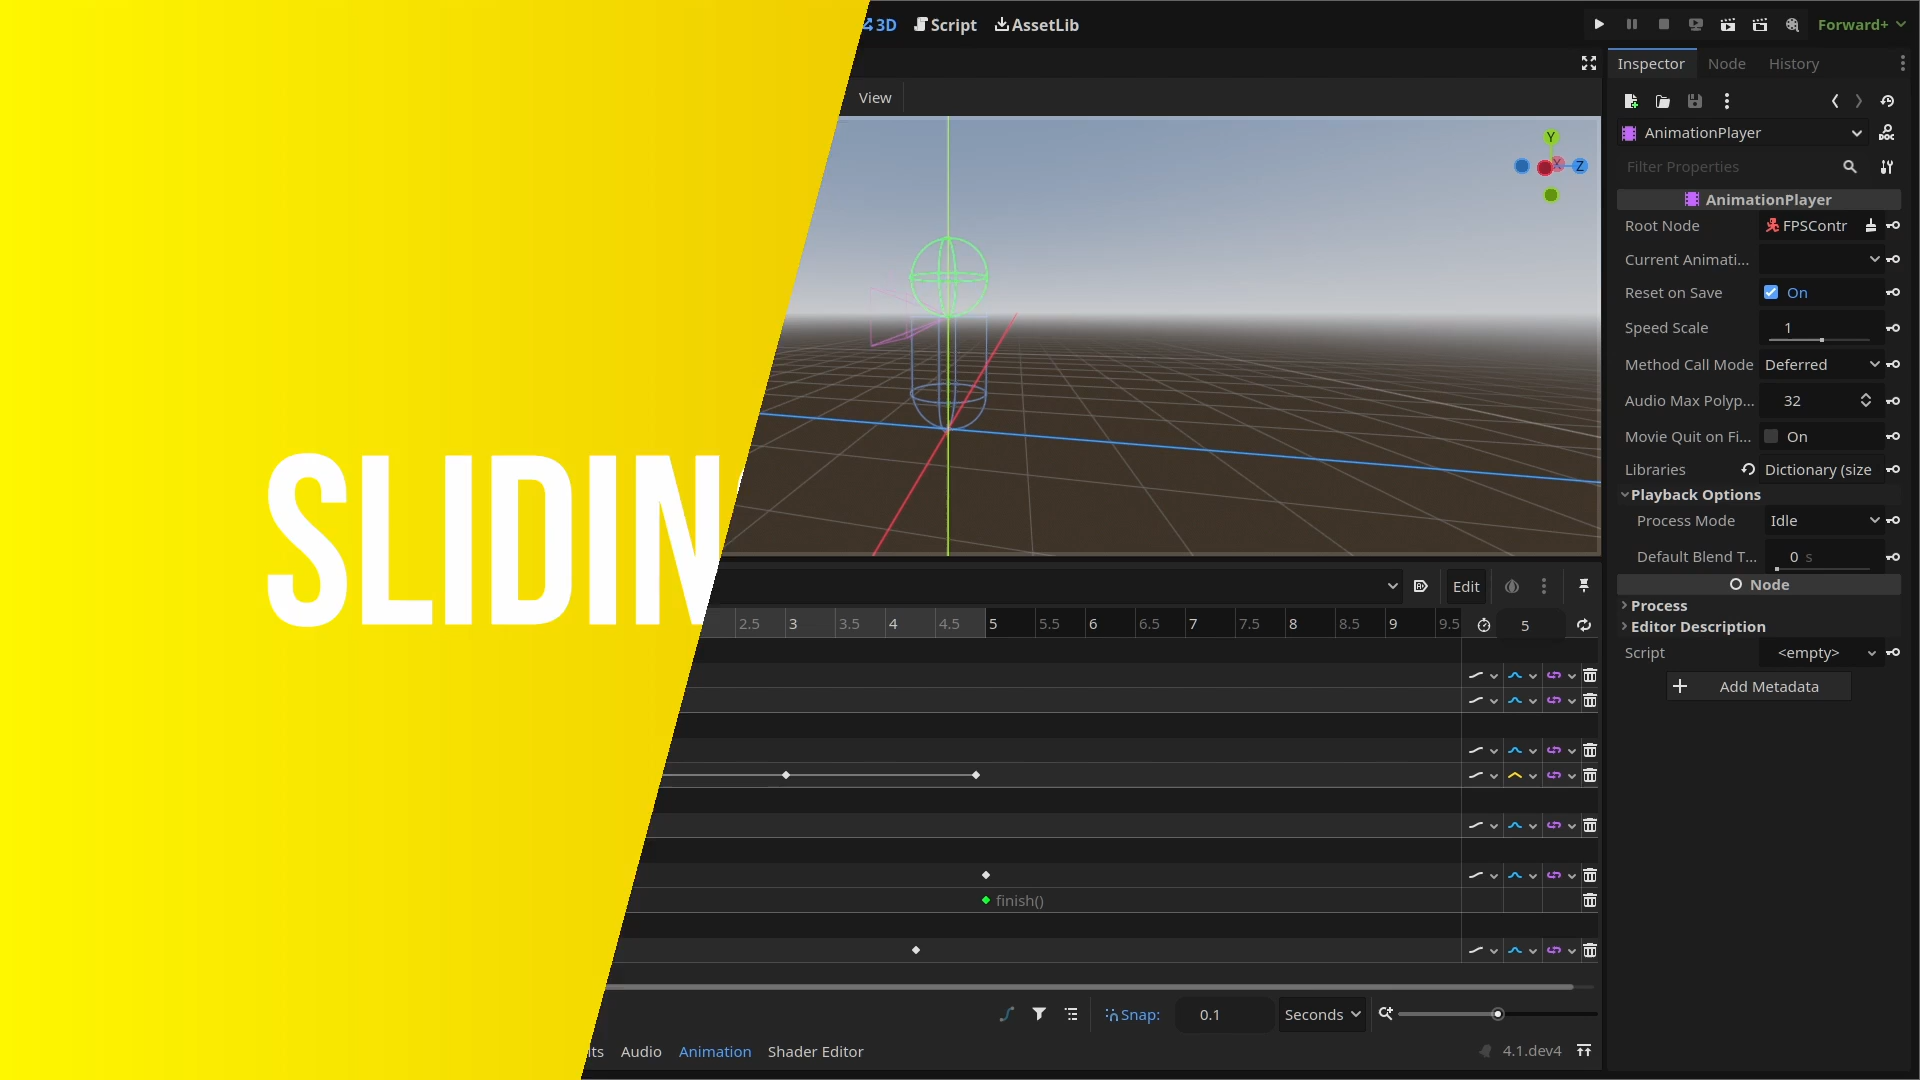 3D Script AssetLib Forward+
Inspector Node History
View
AnimationPlayer
Filter Properties
AnimationPlayer
Root Node FPSContr
Current Animati...
Reset on Save On
Speed Scale 1
Method Call Mode Deferred
Audio Max Polyp... 32
Movie Quit on Fi... On
Libraries Dictionary (size
Playback Options
Process Mode Idle
Default Blend T... 0 s
Node
Process
Editor Description
Script <empty>
Add Metadata
Y
X
Z
SLIDIN
Edit
2.5 3 3.5 4 4.5 5 5.5 6 6.5 7 7.5 8 8.5 9 9.5 5
finish()
Snap: 0.1 Seconds
lts Audio Animation Shader Editor 4.1.dev4